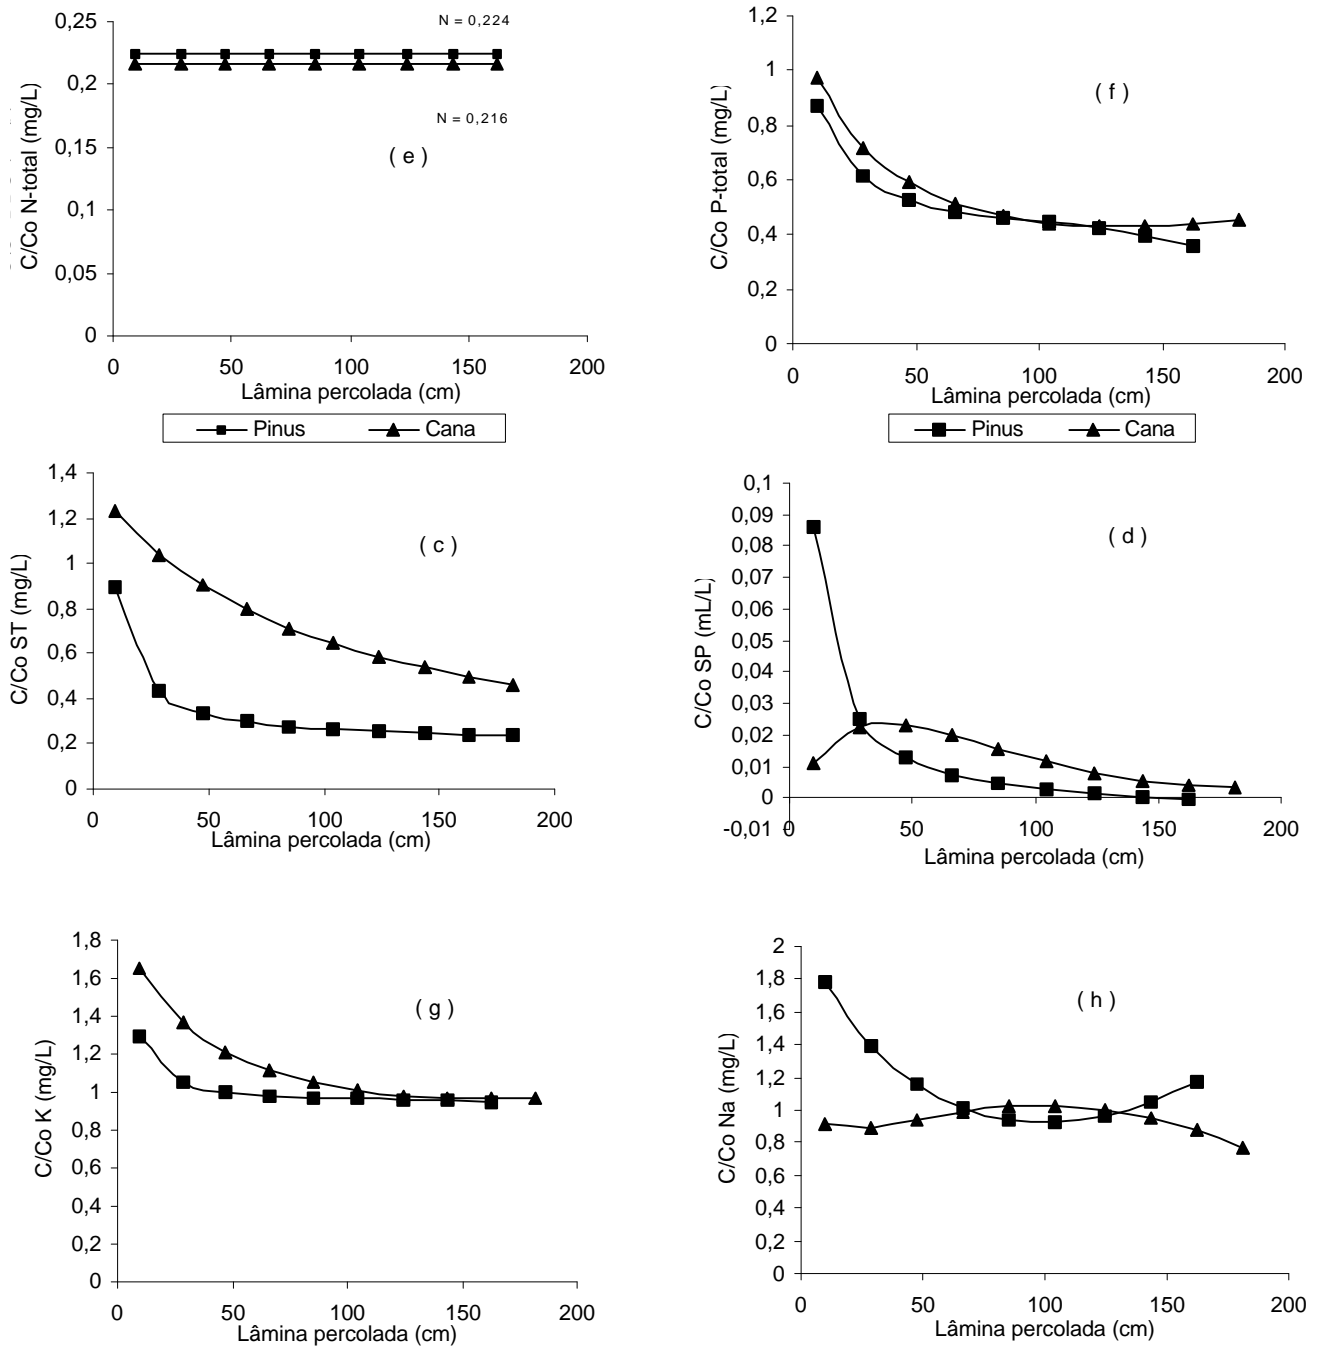 0,25
0,2
0,15
0,1
0,05
0
C/Co N-total (mg/L)
N = 0,224
N = 0,216
( e )
0 50 100 150 200
Lâmina percolada (cm)
Pinus Cana
1,2
1
0,8
0,6
0,4
0,2
0
C/Co P-total (mg/L)
( f )
0 50 100 150 200
Lâmina percolada (cm)
Pinus Cana
1,4
1,2
1
0,8
0,6
0,4
0,2
0
C/Co ST (mg/L)
( c )
0 50 100 150 200
Lâmina percolada (cm)
0,1
0,09
0,08
0,07
0,06
0,05
0,04
0,03
0,02
0,01
0
-0,01
C/Co SP (mL/L)
( d )
0 50 100 150 200
Lâmina percolada (cm)
1,8
1,6
1,4
1,2
1
0,8
0,6
0,4
0,2
0
C/Co K (mg/L)
( g )
0 50 100 150 200
Lâmina percolada (cm)
2
1,8
1,6
1,4
1,2
1
0,8
0,6
0,4
0,2
0
C/Co Na (mg/L)
( h )
0 50 100 150 200
Lâmina percolada (cm)